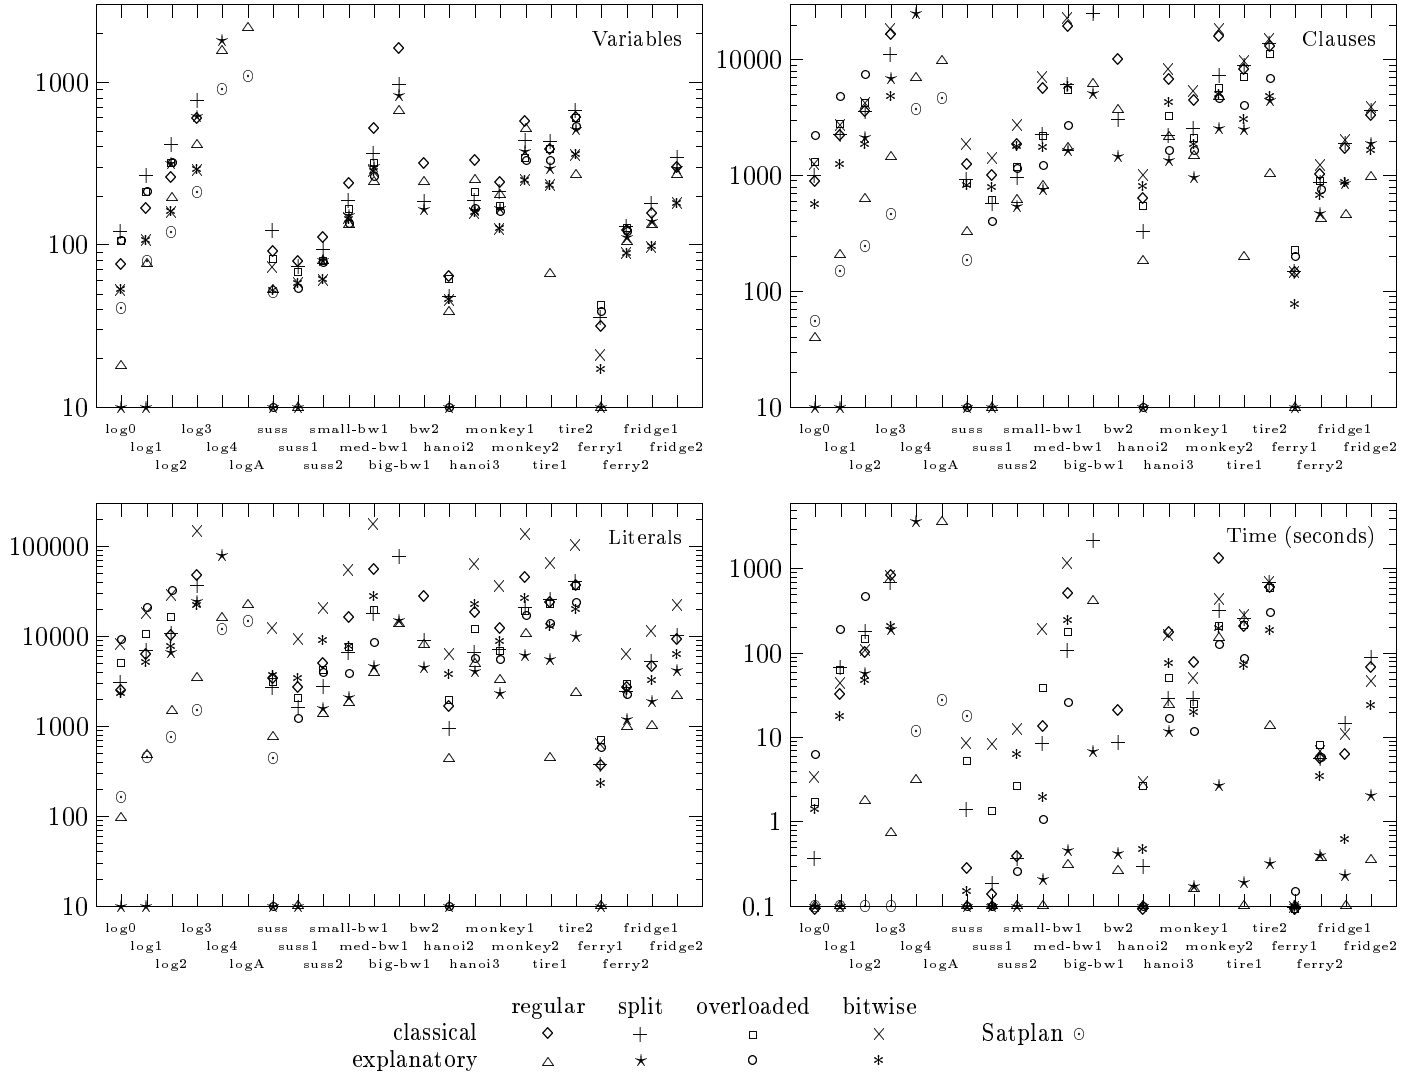 Variables
1000
100
10
log0 log3 suss small-bw1 bw2 monkey1 tire2 fridge1
log1 log4 suss1 med-bw1 hanoi2 monkey2 ferry1 fridge2
log2 logA suss2 big-bw1 hanoi3 tire1 ferry2
Clauses
10000
1000
100
10
log0 log3 suss small-bw1 bw2 monkey1 tire2 fridge1
log1 log4 suss1 med-bw1 hanoi2 monkey2 ferry1 fridge2
log2 logA suss2 big-bw1 hanoi3 tire1 ferry2
Literals
100000
10000
1000
100
10
log0 log3 suss small-bw1 bw2 monkey1 tire2 fridge1
log1 log4 suss1 med-bw1 hanoi2 monkey2 ferry1 fridge2
log2 logA suss2 big-bw1 hanoi3 tire1 ferry2
Time (seconds)
1000
100
10
1
0.1
log0 log3 suss small-bw1 bw2 monkey1 tire2 fridge1
log1 log4 suss1 med-bw1 hanoi2 monkey2 ferry1 fridge2
log2 logA suss2 big-bw1 hanoi3 tire1 ferry2
regular split overloaded bitwise
classical Satplan
explanatory